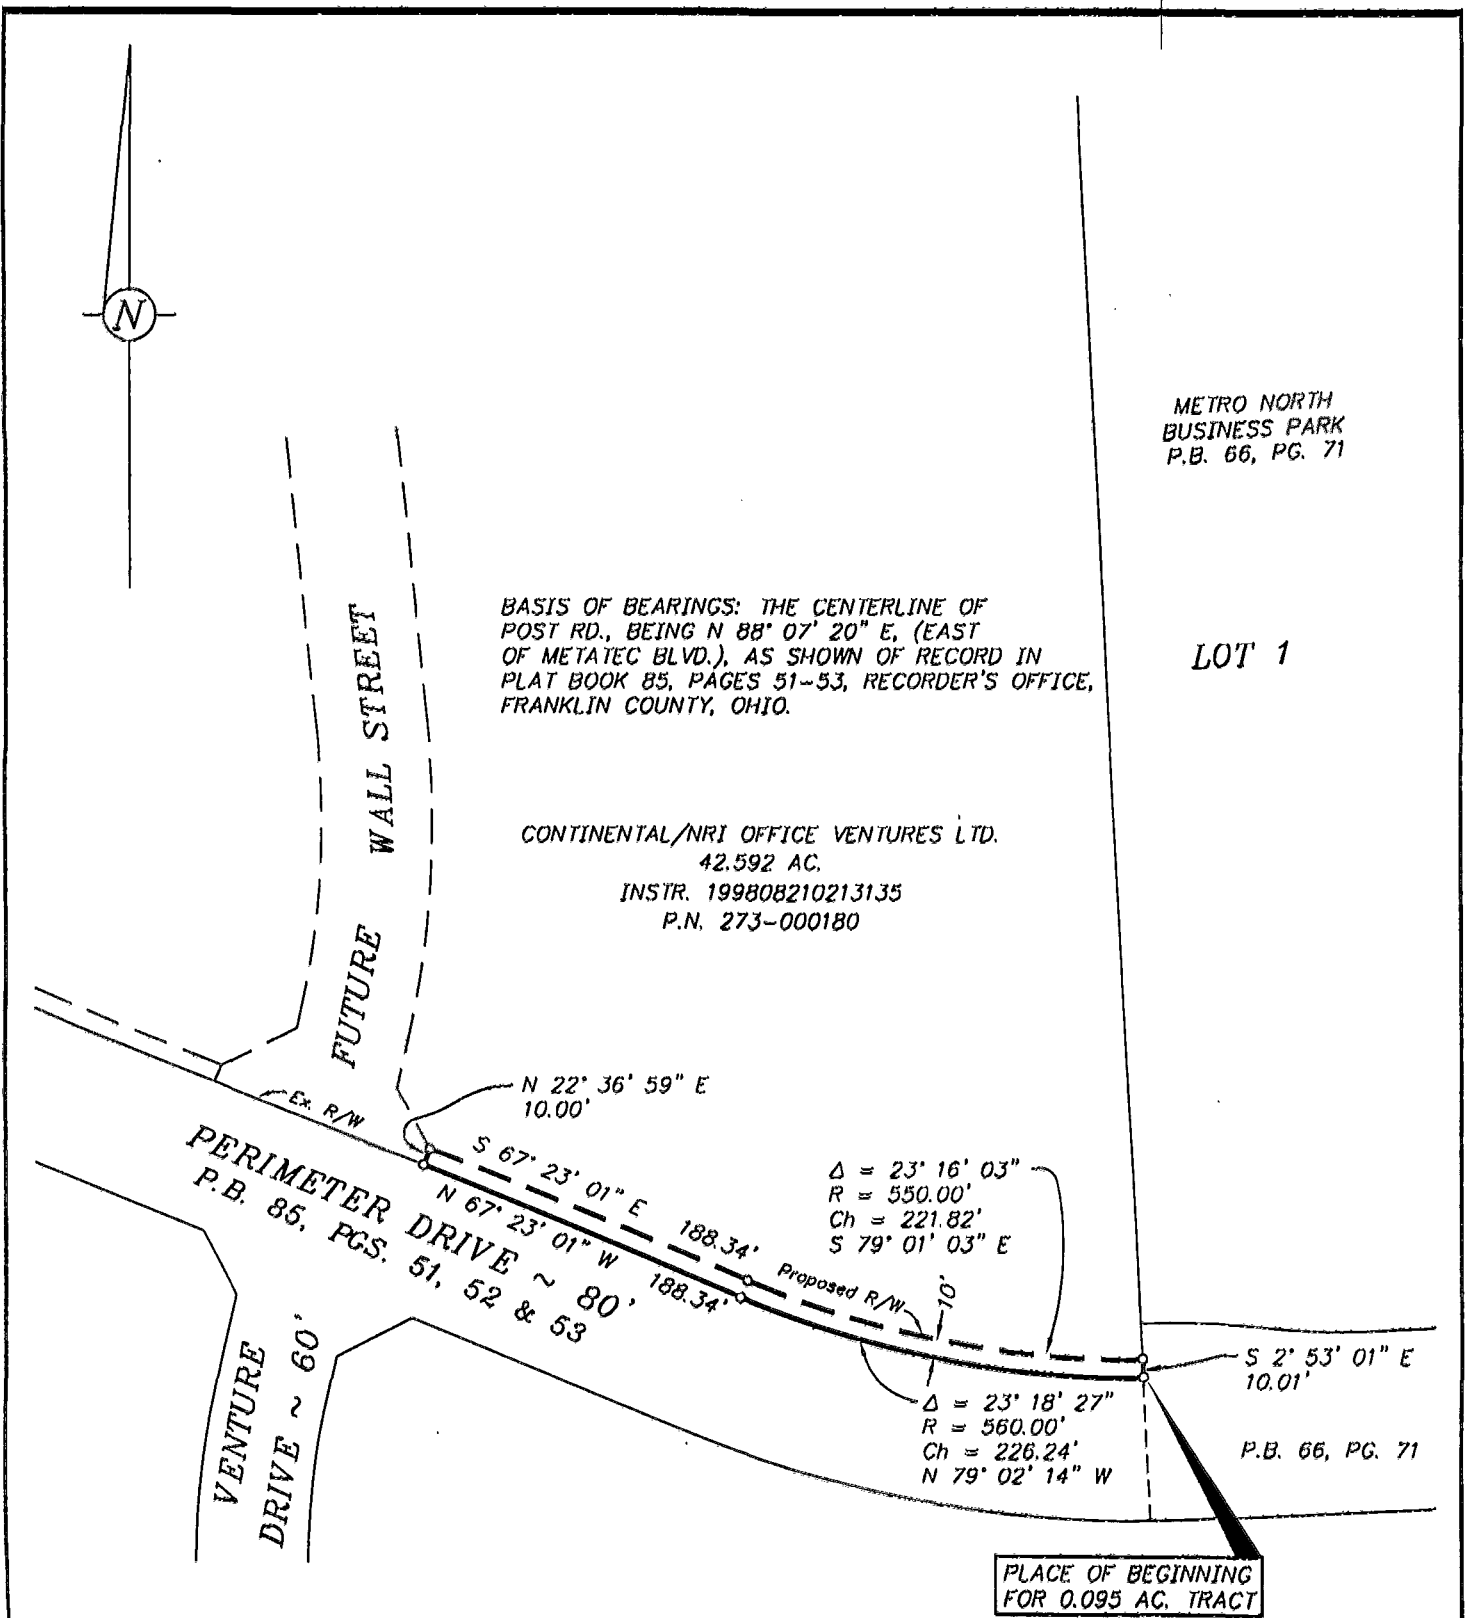 N
METRO NORTH
BUSINESS PARK
P.B. 66, PG. 71
BASIS OF BEARINGS: THE CENTERLINE OF
POST RD., BEING N 88° 07' 20" E, (EAST
OF METATEC BLVD.), AS SHOWN OF RECORD IN
PLAT BOOK 85, PAGES 51-53, RECORDER'S OFFICE,
FRANKLIN COUNTY, OHIO.
LOT 1
FUTURE WALL STREET
CONTINENTAL/NRI OFFICE VENTURES LTD.
42.592 AC.
INSTR. 199808210213135
P.N. 273-000180
N 22° 36' 59" E
10.00'
Ex. R/W
S 67° 23' 01" E 188.34'
N 67° 23' 01" W 188.34'
PERIMETER DRIVE ~ 80'
P.B. 85, PGS. 51, 52 & 53
Δ = 23° 16' 03"
R = 550.00'
Ch = 221.82'
S 79° 01' 03" E
Proposed R/W
10'
S 2° 53' 01" E
10.01'
Δ = 23° 18' 27"
R = 560.00'
Ch = 226.24'
N 79° 02' 14" W
P.B. 66, PG. 71
VENTURE
DRIVE ~ 60'
PLACE OF BEGINNING
FOR 0.095 AC. TRACT